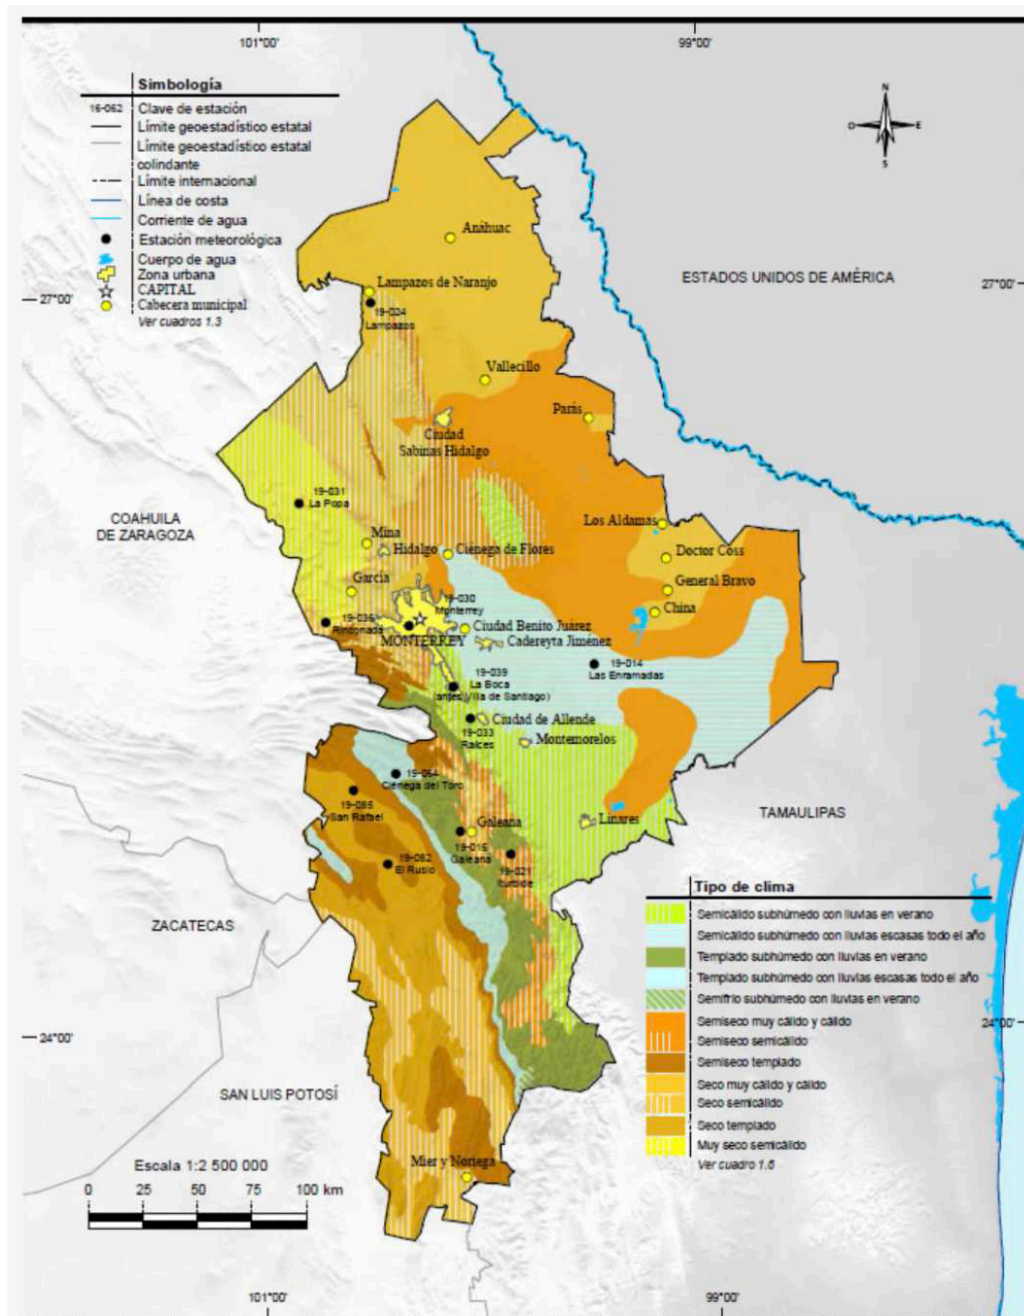 101°00'
99°00'
Simbología
16-062 Clave de estación
Límite geoestadístico estatal
Límite geoestadístico estatal
colindante
Límite internacional
Línea de costa
Corriente de agua
Estación meteorológica
Cuerpo de agua
Zona urbana
CAPITAL
Cabecera municipal
Ver cuadros 1.3
N
O
E
S
27°00'
27°00'
ESTADOS UNIDOS DE AMÉRICA
Anáhuac
Lampazos de Naranjo
19-024
Lampazos
Vallecillo
Parás
Ciudad
Sabinas Hidalgo
19-031
La Popa
COAHUILA
DE ZARAGOZA
Los Aldamas
Mina
Hidalgo
Ciénega de Flores
Doctor Coss
García
General Bravo
19-030
Monterrey
China
19-036
Rinconada
MONTERREY
Ciudad Benito Juárez
Cadereyta Jiménez
19-039
La Boca
(antes Villa de Santiago)
19-014
Las Enramadas
Ciudad de Allende
19-033
Raíces
Montemorelos
19-054
Ciénega del Toro
19-085
San Rafael
Galeana
19-016
Galeana
Linares
TAMAULIPAS
19-082
El Rusio
19-021
Iturbide
ZACATECAS
Tipo de clima
Semicálido subhúmedo con lluvias en verano
Semicálido subhúmedo con lluvias escasas todo el año
Templado subhúmedo con lluvias en verano
Templado subhúmedo con lluvias escasas todo el año
Semifrío subhúmedo con lluvias en verano
Semiseco muy cálido y cálido
Semiseco semicálido
Semiseco templado
Seco muy cálido y cálido
Seco semicálido
Seco templado
Muy seco semicálido
Ver cuadro 1.6
24°00'
24°00'
SAN LUIS POTOSÍ
Escala 1:2 500 000
0 25 50 75 100 km
Mier y Noriega
101°00'
99°00'